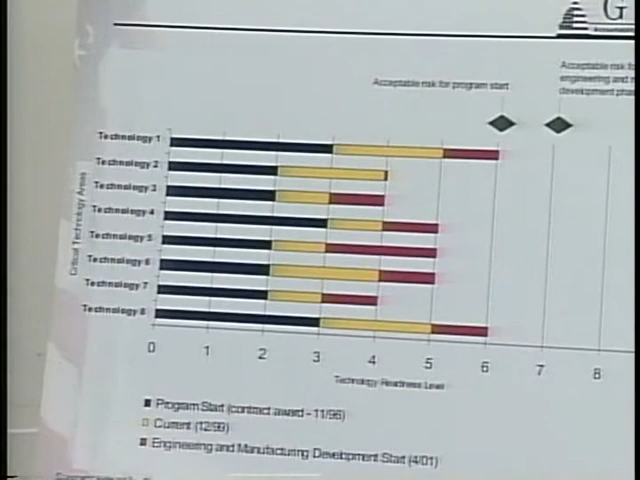 G
Acceptable risk for program start
Acceptable risk fo
engineering and
development pha
Technology 1
Technology 2
Technology 3
Technology 4
Technology 5
Technology 6
Technology 7
Technology 8
Critical Technology Areas
0 1 2 3 4 5 6 7 8
Technology Readiness Level
Program Start (contract award - 11/96)
Current (12/99)
Engineering and Manufacturing Development Start (4/01)